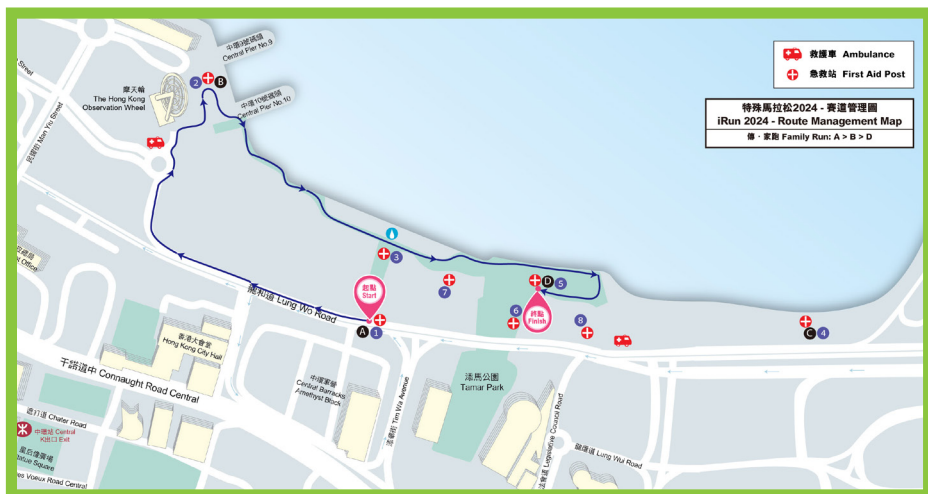 中環9號碼頭
Central Pier No.9
救護車 Ambulance
急救站 First Aid Post
摩天輪
The Hong Kong
Observation Wheel
2
B
中環10號碼頭
Central Pier No.10
特殊馬拉松2024 - 賽道管理圖
iRun 2024 - Route Management Map
傷・家跑 Family Run: A > B > D
民耀街 Man Yiu Street
Street
3
7
起點
Start
D
5
終點
Finish
6
8
C
4
A
1
龍和道 Lung Wo Road
al Office
香港大會堂
Hong Kong City Hall
干諾道中 Connaught Road Central
中環軍營
Central Barracks
Amethyst Block
添華街 Tim Wa Avenue
添馬公園
Tamar Park
立法會道 Legislative Council Road
龍匯道 Lung Wui Road
遮打道 Chater Road
中環站 Central
K出口 Exit
皇后像廣場
Statue Square
Des Voeux Road Central